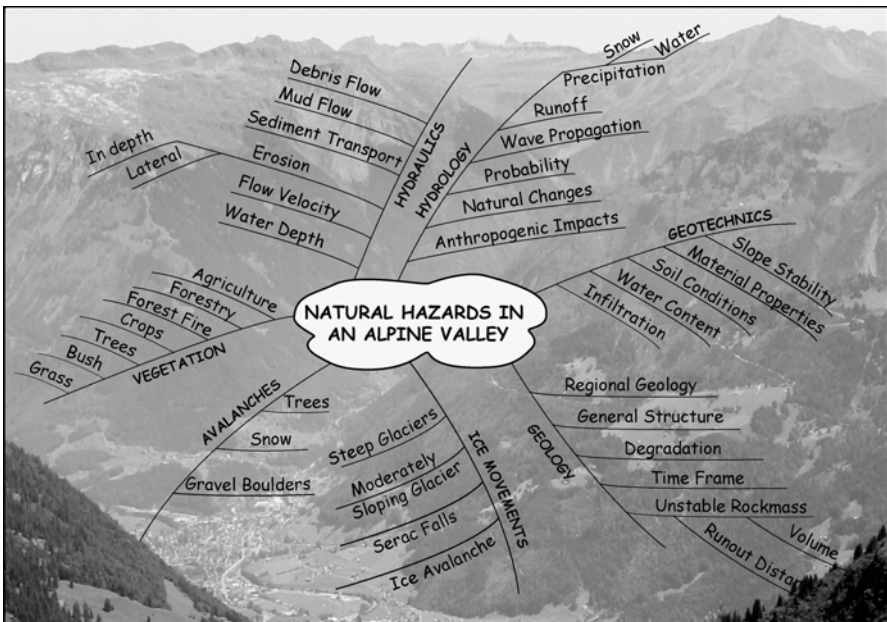 NATURAL HAZARDS IN
AN ALPINE VALLEY
HYDRAULICS
Debris Flow
Mud Flow
Sediment Transport
Erosion
In depth
Lateral
Flow Velocity
Water Depth
HYDROLOGY
Snow
Water
Precipitation
Runoff
Wave Propagation
Probability
Natural Changes
Anthropogenic Impacts
GEOTECHNICS
Slope Stability
Material Properties
Soil Conditions
Water Content
Infiltration
GEOLOGY
Regional Geology
General Structure
Degradation
Time Frame
Unstable Rockmass
Volume
Runout
ICE MOVEMENTS
Steep Glaciers
Moderately
Sloping Glacier
Serac Falls
Ice Avalanche
AVALANCHES
Trees
Snow
Gravel Boulders
VEGETATION
Agriculture
Forestry
Forest Fire
Crops
Trees
Bush
Grass